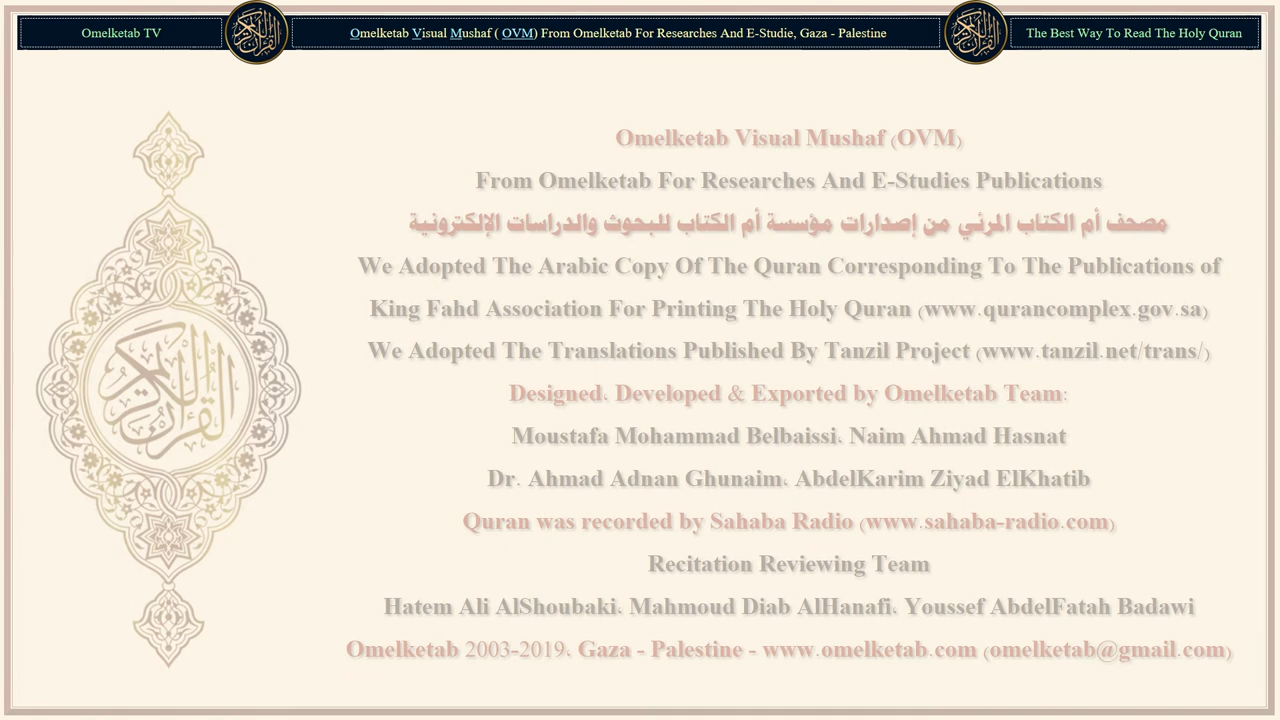 Omelketab TV
Omelketab Visual Mushaf ( OVM) From Omelketab For Researches And E-Studie, Gaza - Palestine
The Best Way To Read The Holy Quran
Omelketab Visual Mushaf (OVM)
From Omelketab For Researches And E-Studies Publications
مصحف أم الكتاب المرئي من إصدارات مؤسسة أم الكتاب للبحوث والدراسات الإلكترونية
We Adopted The Arabic Copy Of The Quran Corresponding To The Publications of
King Fahd Association For Printing The Holy Quran (www.qurancomplex.gov.sa)
We Adopted The Translations Published By Tanzil Project (www.tanzil.net/trans/)
Designed، Developed & Exported by Omelketab Team:
Moustafa Mohammad Belbaissi، Naim Ahmad Hasnat
Dr. Ahmad Adnan Ghunaim، AbdelKarim Ziyad ElKhatib
Quran was recorded by Sahaba Radio (www.sahaba-radio.com)
Recitation Reviewing Team
Hatem Ali AlShoubaki، Mahmoud Diab AlHanafi، Youssef AbdelFatah Badawi
Omelketab 2003-2019، Gaza - Palestine - www.omelketab.com (omelketab@gmail.com)
القرآن الكريم